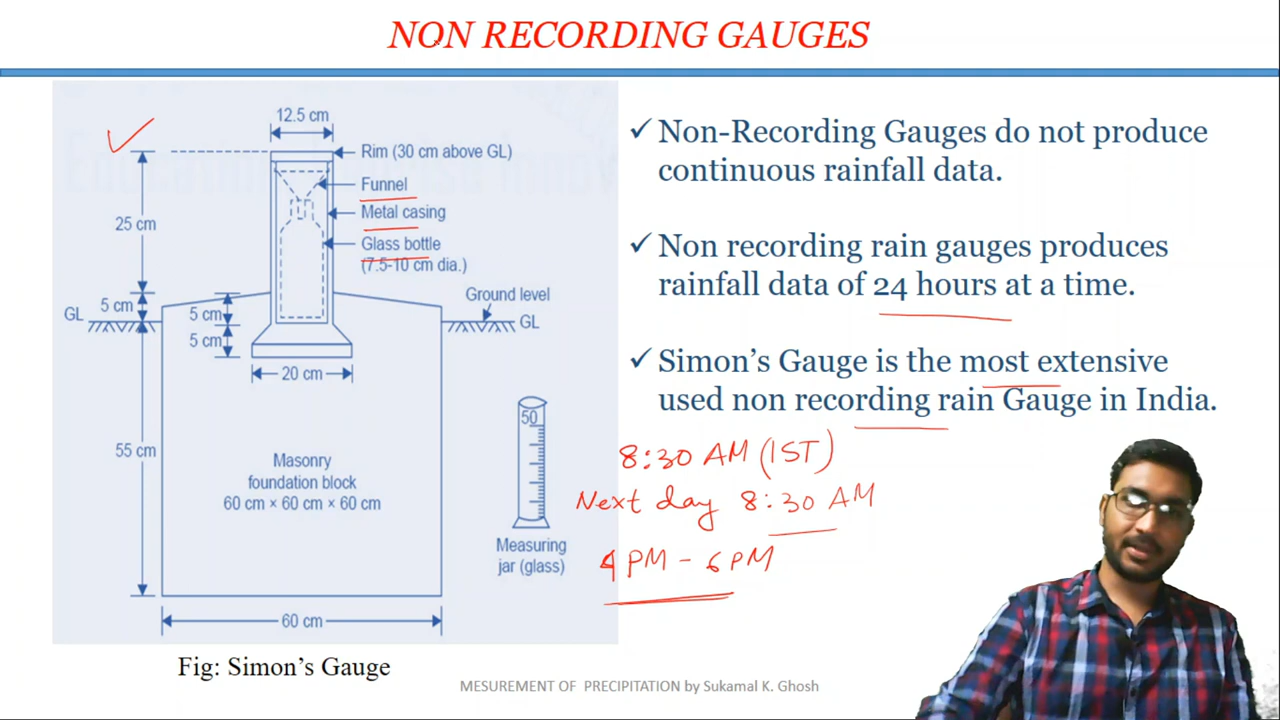 NON RECORDING GAUGES
12.5 cm
Rim (30 cm above GL)
Funnel
Metal casing
Glass bottle
(7.5-10 cm dia.)
25 cm
5 cm
5 cm
5 cm
Ground level
GL
GL
20 cm
55 cm
Masonry
foundation block
60 cm × 60 cm × 60 cm
50
Measuring
jar (glass)
60 cm
Fig: Simon's Gauge
✓ Non-Recording Gauges do not produce
continuous rainfall data.
✓ Non recording rain gauges produces
rainfall data of 24 hours at a time.
✓ Simon's Gauge is the most extensive
used non recording rain Gauge in India.
8:30 AM (IST)
Next day 8:30 AM
4 PM - 6 PM
MESUREMENT OF PRECIPITATION by Sukamal K. Ghosh